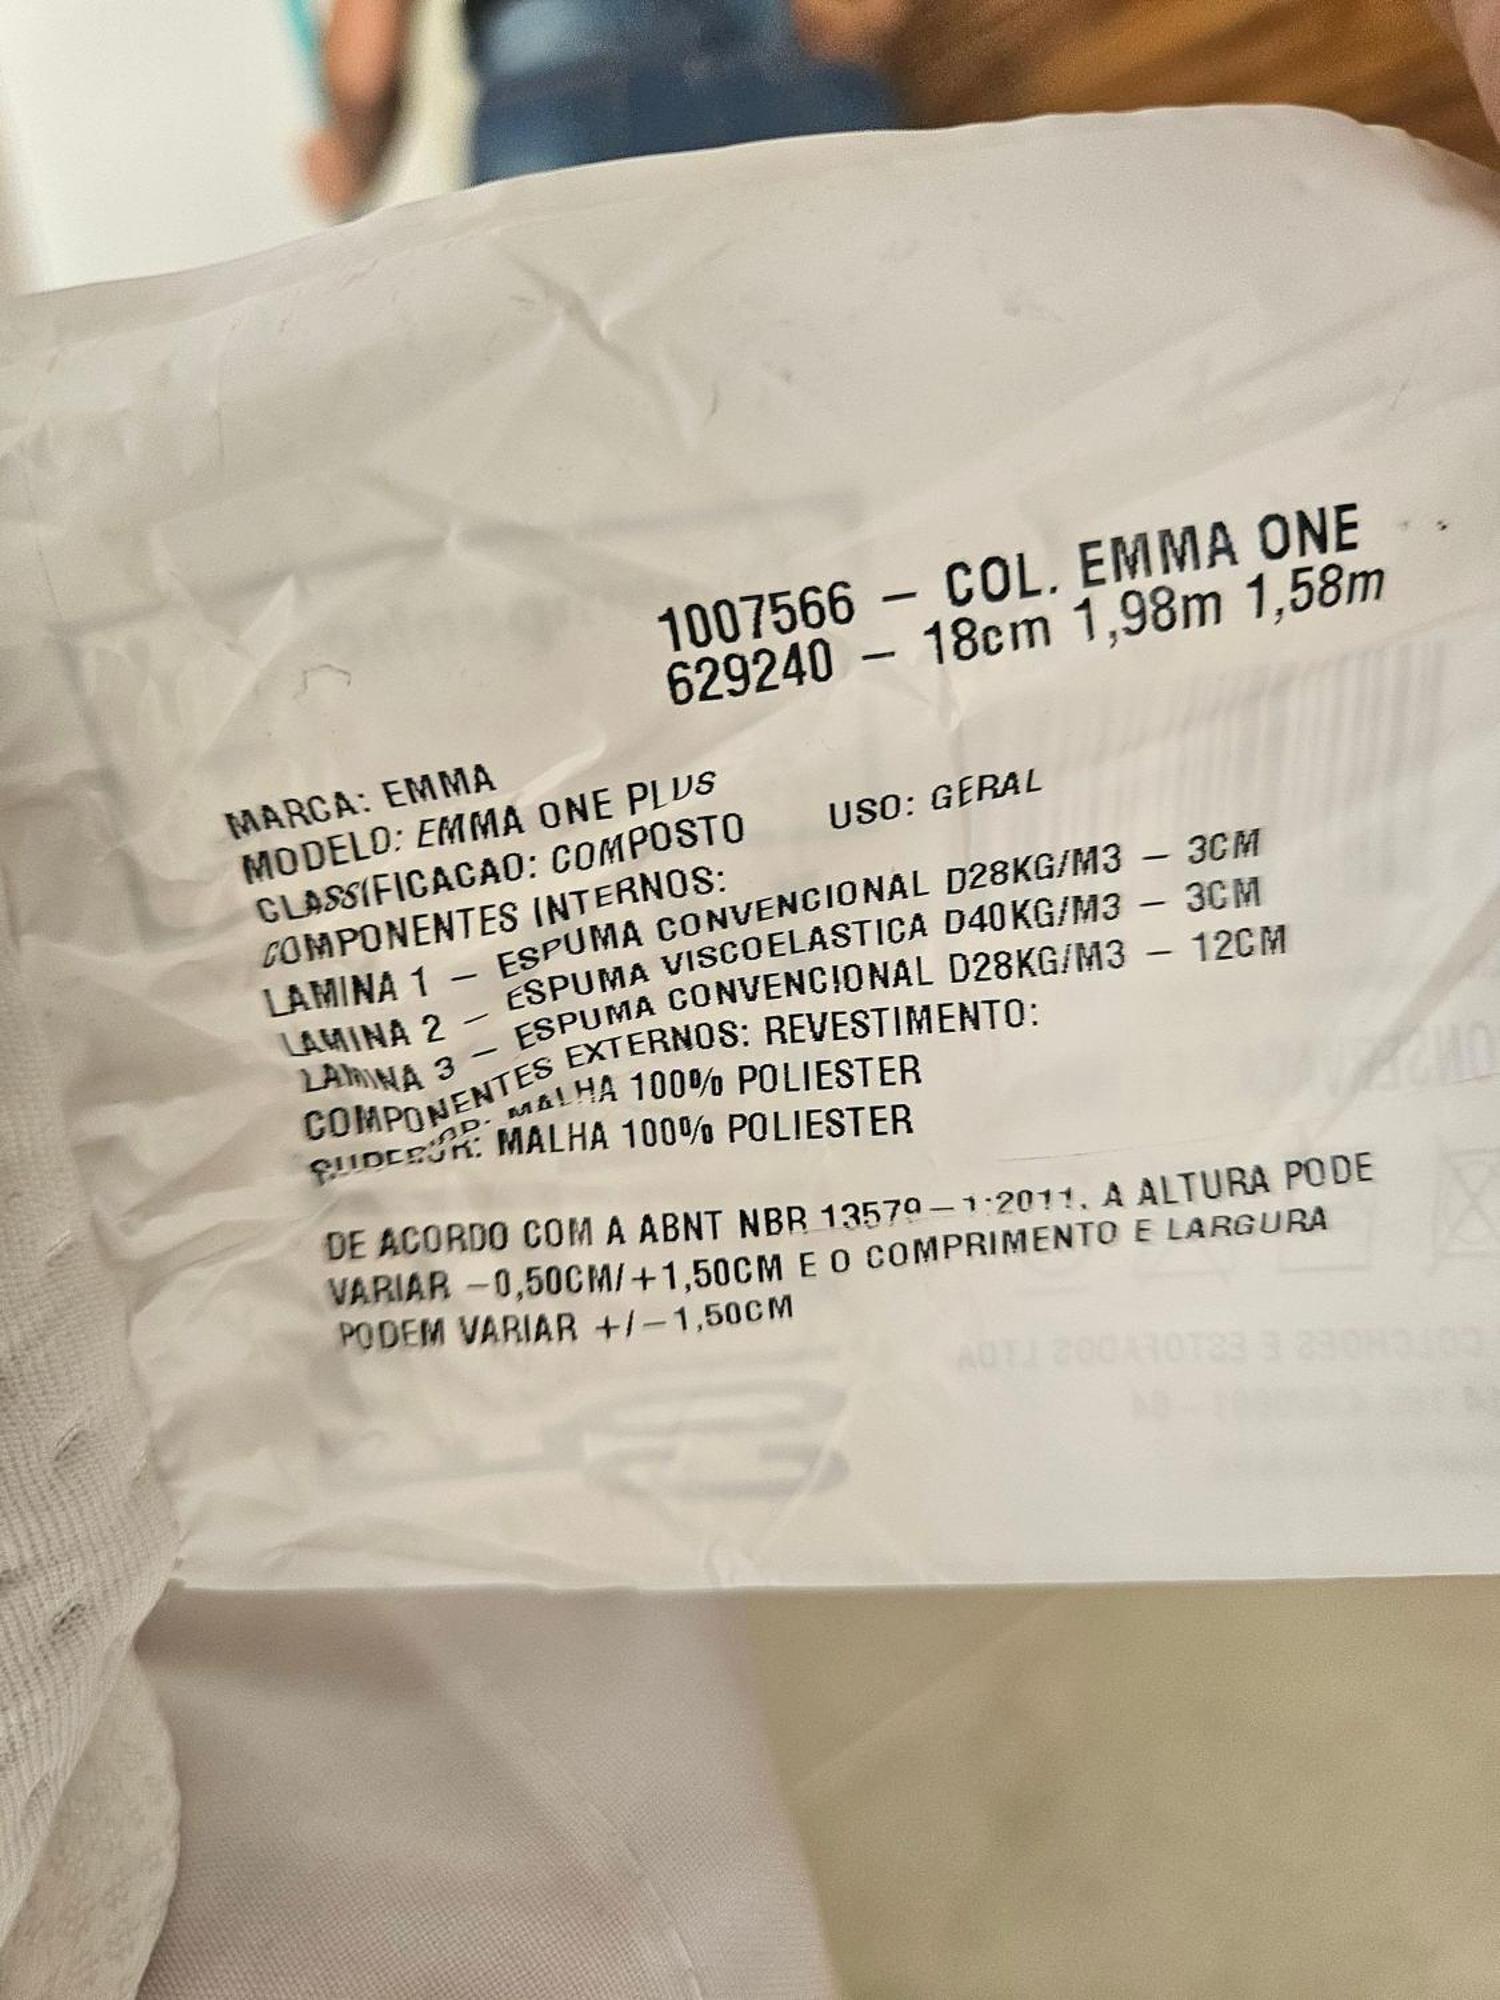 1007566 – COL. EMMA ONE
629240 – 18cm 1,98m 1,58m
MARCA: EMMA
MODELO: EMMA ONE PLUS
CLASSIFICACAO: COMPOSTO USO: GERAL
COMPONENTES INTERNOS:
LAMINA 1 – ESPUMA CONVENCIONAL D28KG/M3 – 3CM
LAMINA 2 – ESPUMA VISCOELASTICA D40KG/M3 – 3CM
LAMINA 3 – ESPUMA CONVENCIONAL D28KG/M3 – 12CM
COMPONENTES EXTERNOS: REVESTIMENTO:
MALHA 100% POLIESTER
MALHA 100% POLIESTER
DE ACORDO COM A ABNT NBR 13579–1:2011, A ALTURA PODE
VARIAR –0,50CM/+1,50CM E O COMPRIMENTO E LARGURA
PODEM VARIAR +/–1,50CM
COLCHOES E ESTOFADOS LTDA